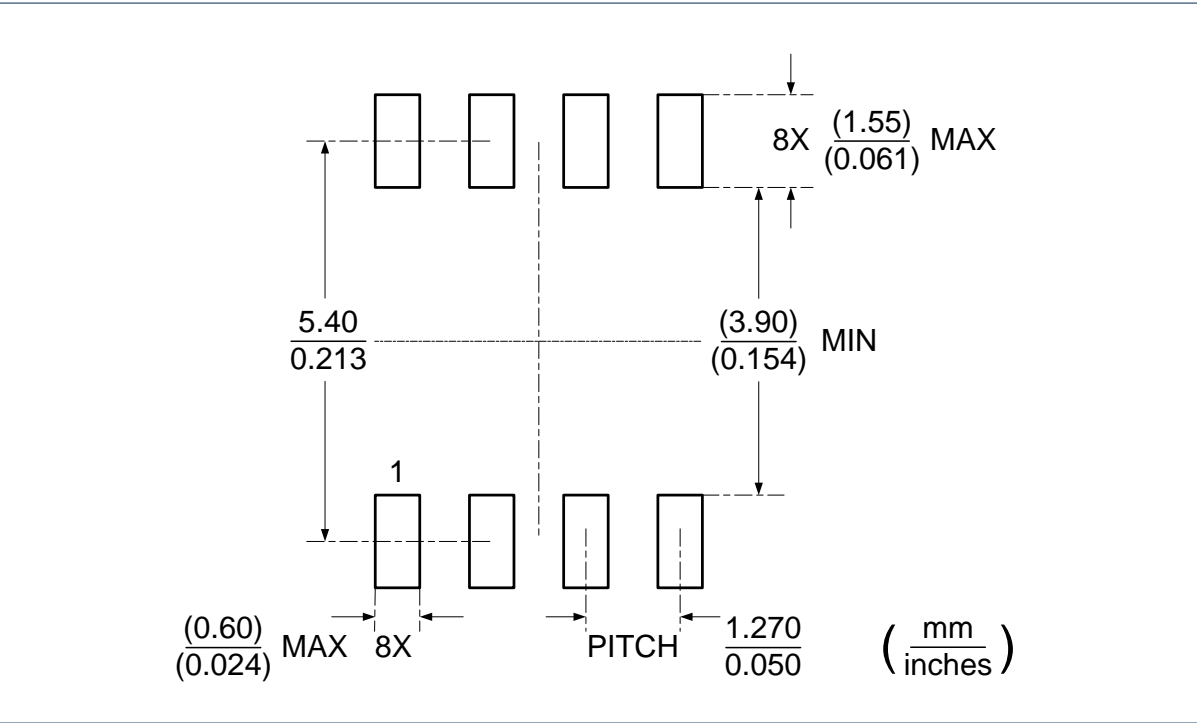 (1.55)
8X MAX
(0.061)
5.40
0.213
(3.90)
MIN
(0.154)
1
(0.60)
MAX 8X
(0.024)
PITCH
1.270
0.050
( mm )
inches